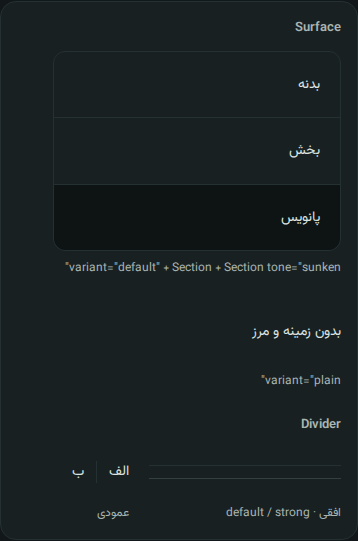 Surface
بدنه
بخش
پانویس
"variant="default" + Section + Section tone="sunken
بدون زمینه و مرز
"variant="plain
Divider
الف
ب
افقی · default / strong
عمودی